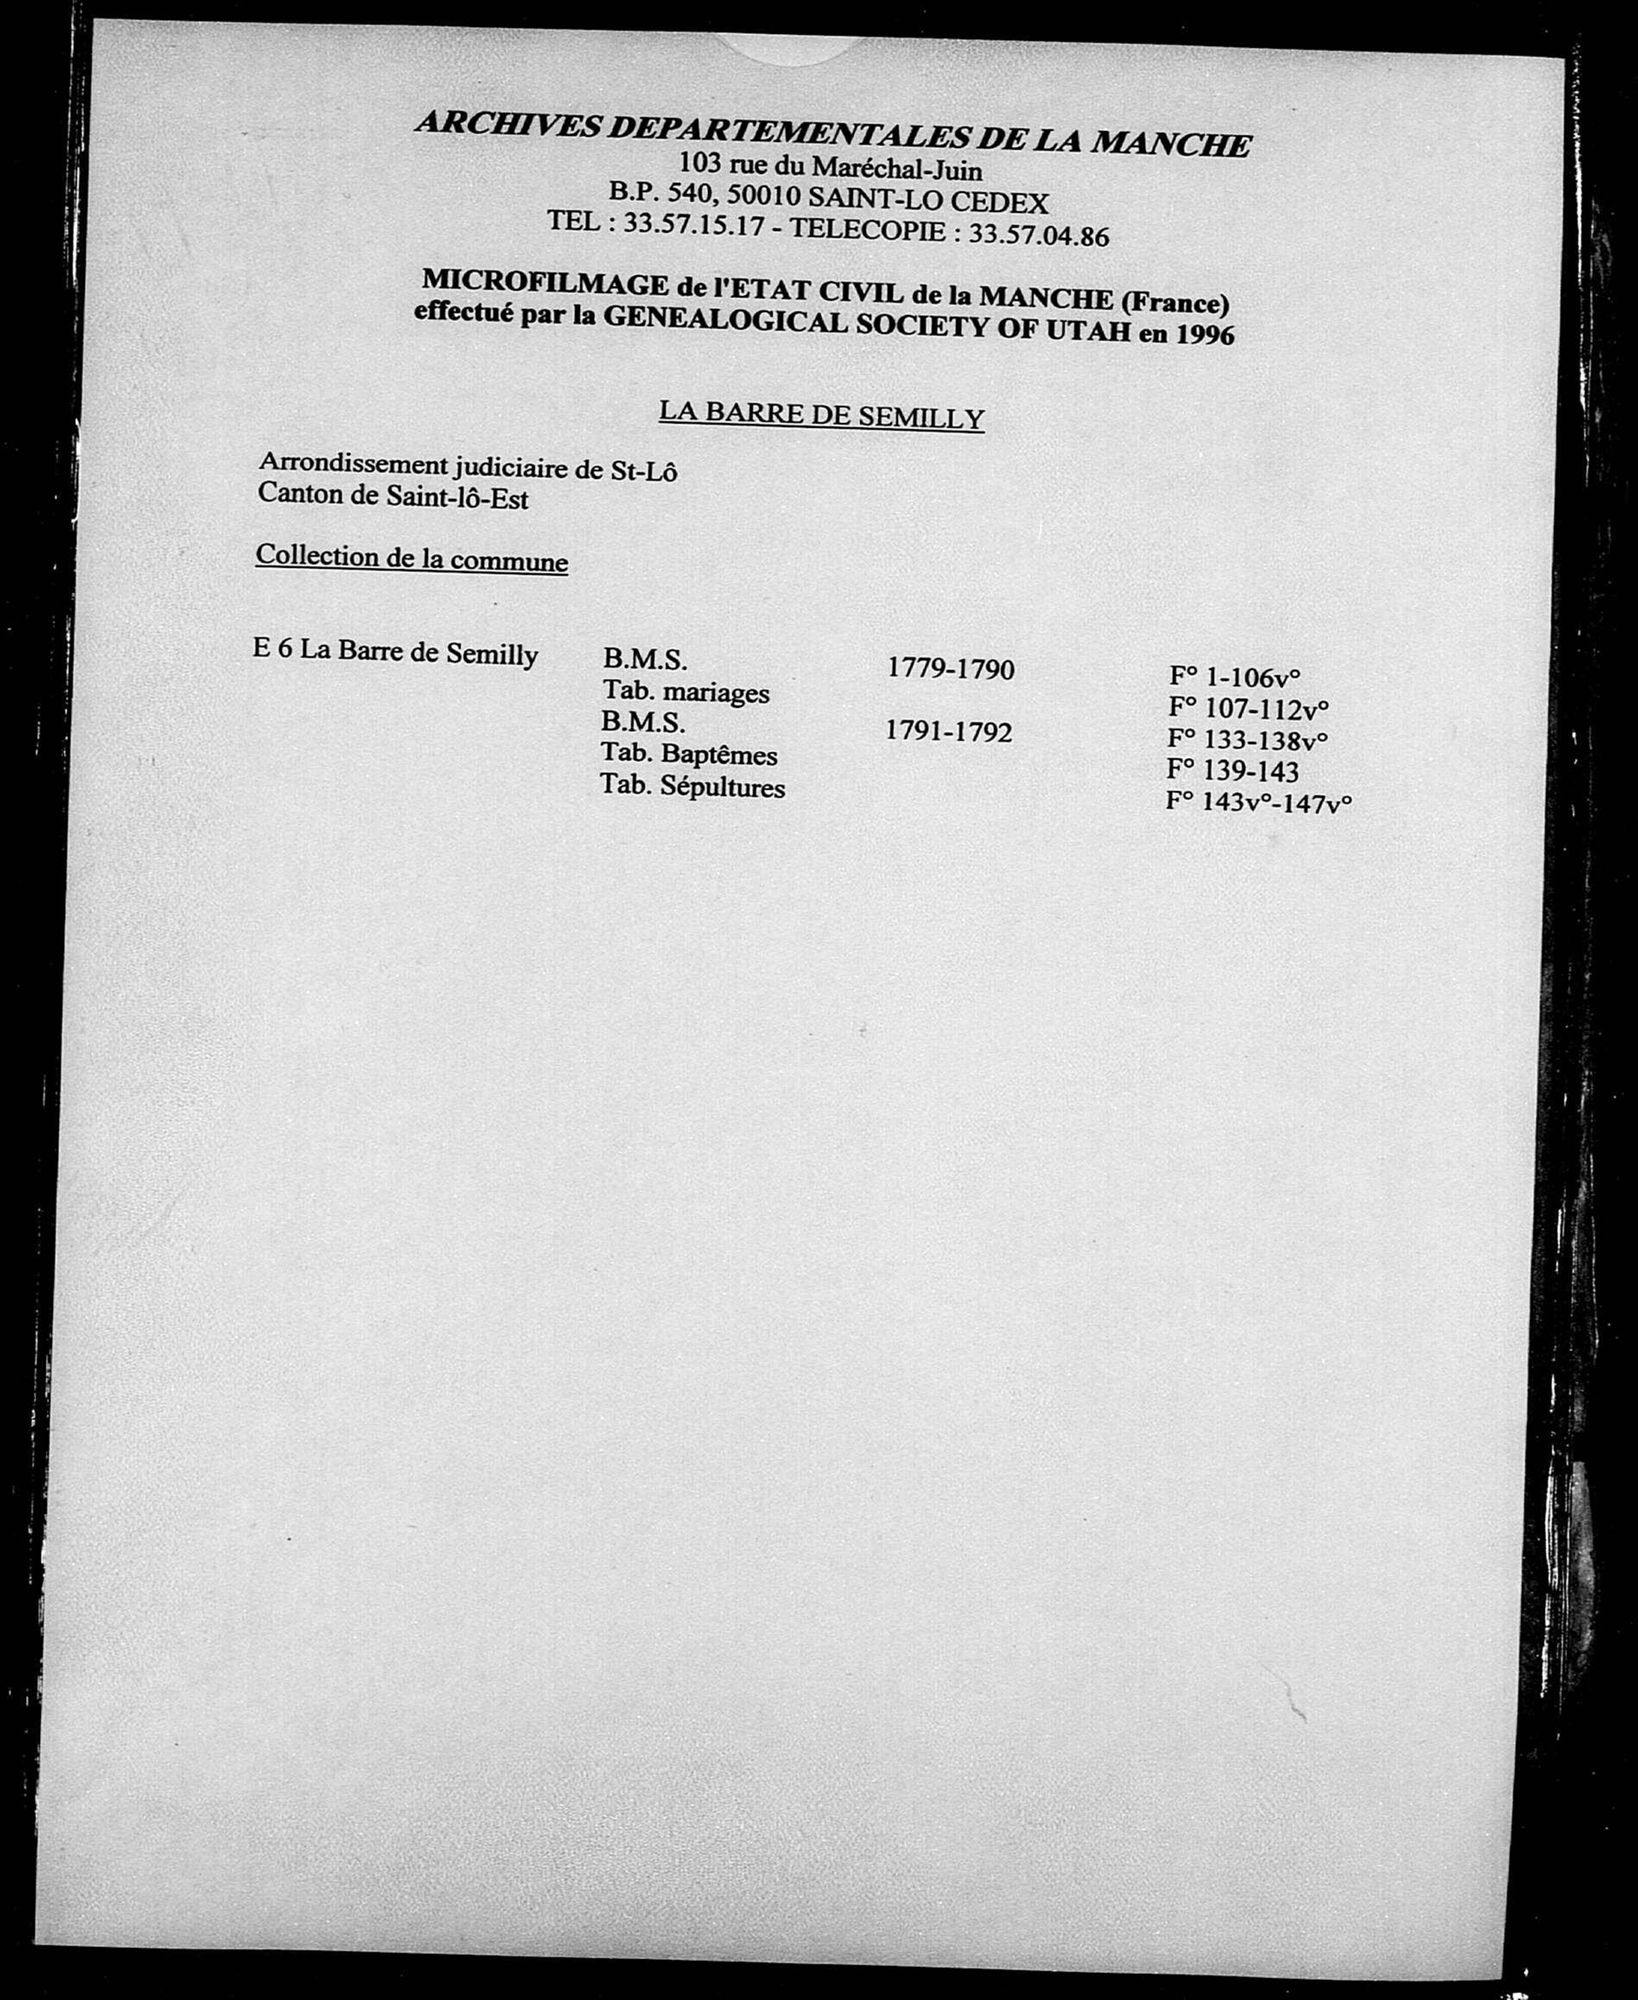 ARCHIVES DEPARTEMENTALES DE LA MANCHE
103 rue du Maréchal-Juin
B.P. 540, 50010 SAINT-LO CEDEX
TEL : 33.57.15.17 - TELECOPIE : 33.57.04.86
MICROFILMAGE de l'ETAT CIVIL de la MANCHE (France)
effectué par la GENEALOGICAL SOCIETY OF UTAH en 1996
LA BARRE DE SEMILLY
Arrondissement judiciaire de St-Lô
Canton de Saint-lô-Est
Collection de la commune
E 6 La Barre de Semilly B.M.S. 1779-1790 F° 1-106v°
Tab. mariages F° 107-112v°
B.M.S. 1791-1792 F° 133-138v°
Tab. Baptêmes F° 139-143
Tab. Sépultures F° 143v°-147v°